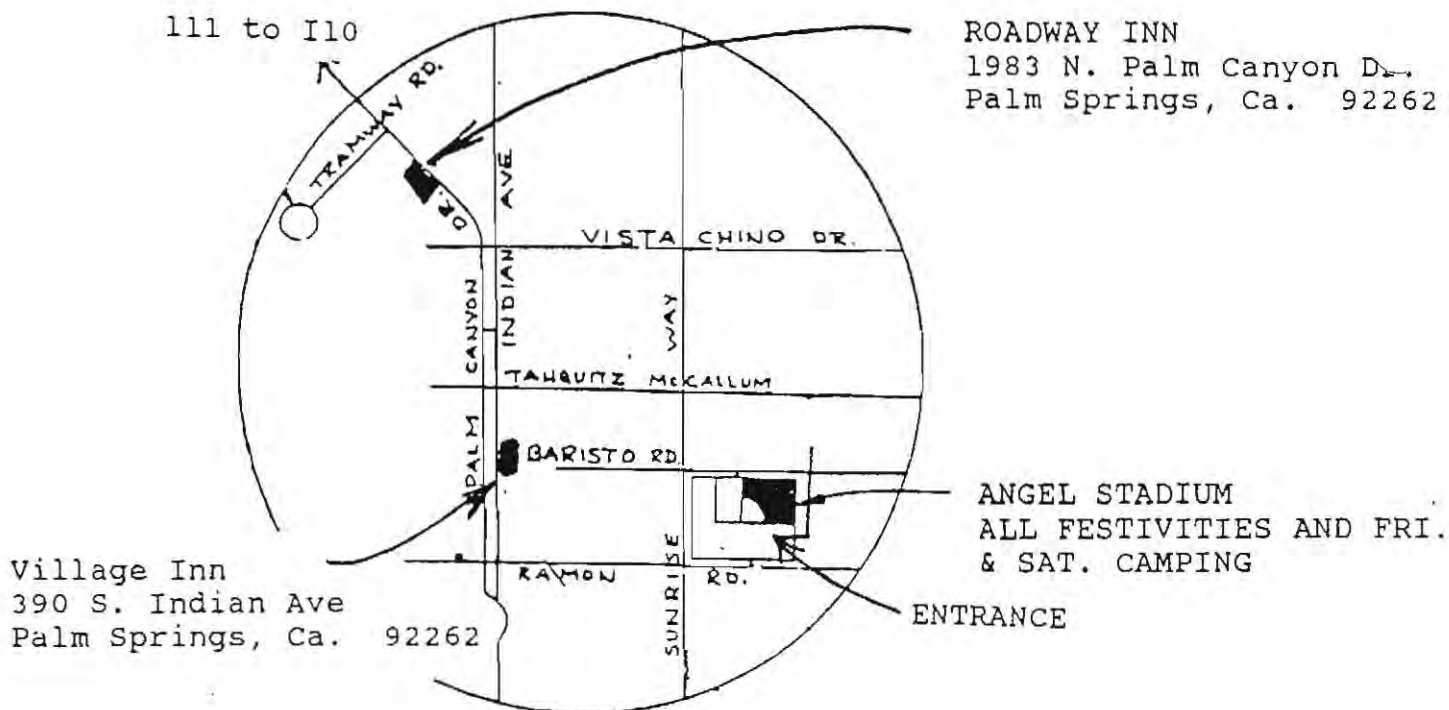 111 to I10
ROADWAY INN
1983 N. Palm Canyon
Palm Springs, Ca. 92262
TRAMWAY RD.
DR.
INDIAN AVE
VISTA CHINO DR.
PALM CANYON
SUNRISE WAY
TAHQUITZ McCALLUM
BARISTO RD.
ANGEL STADIUM
ALL FESTIVITIES AND FRI.
& SAT. CAMPING
RAMON RD.
ENTRANCE
Village Inn
390 S. Indian Ave
Palm Springs, Ca. 92262